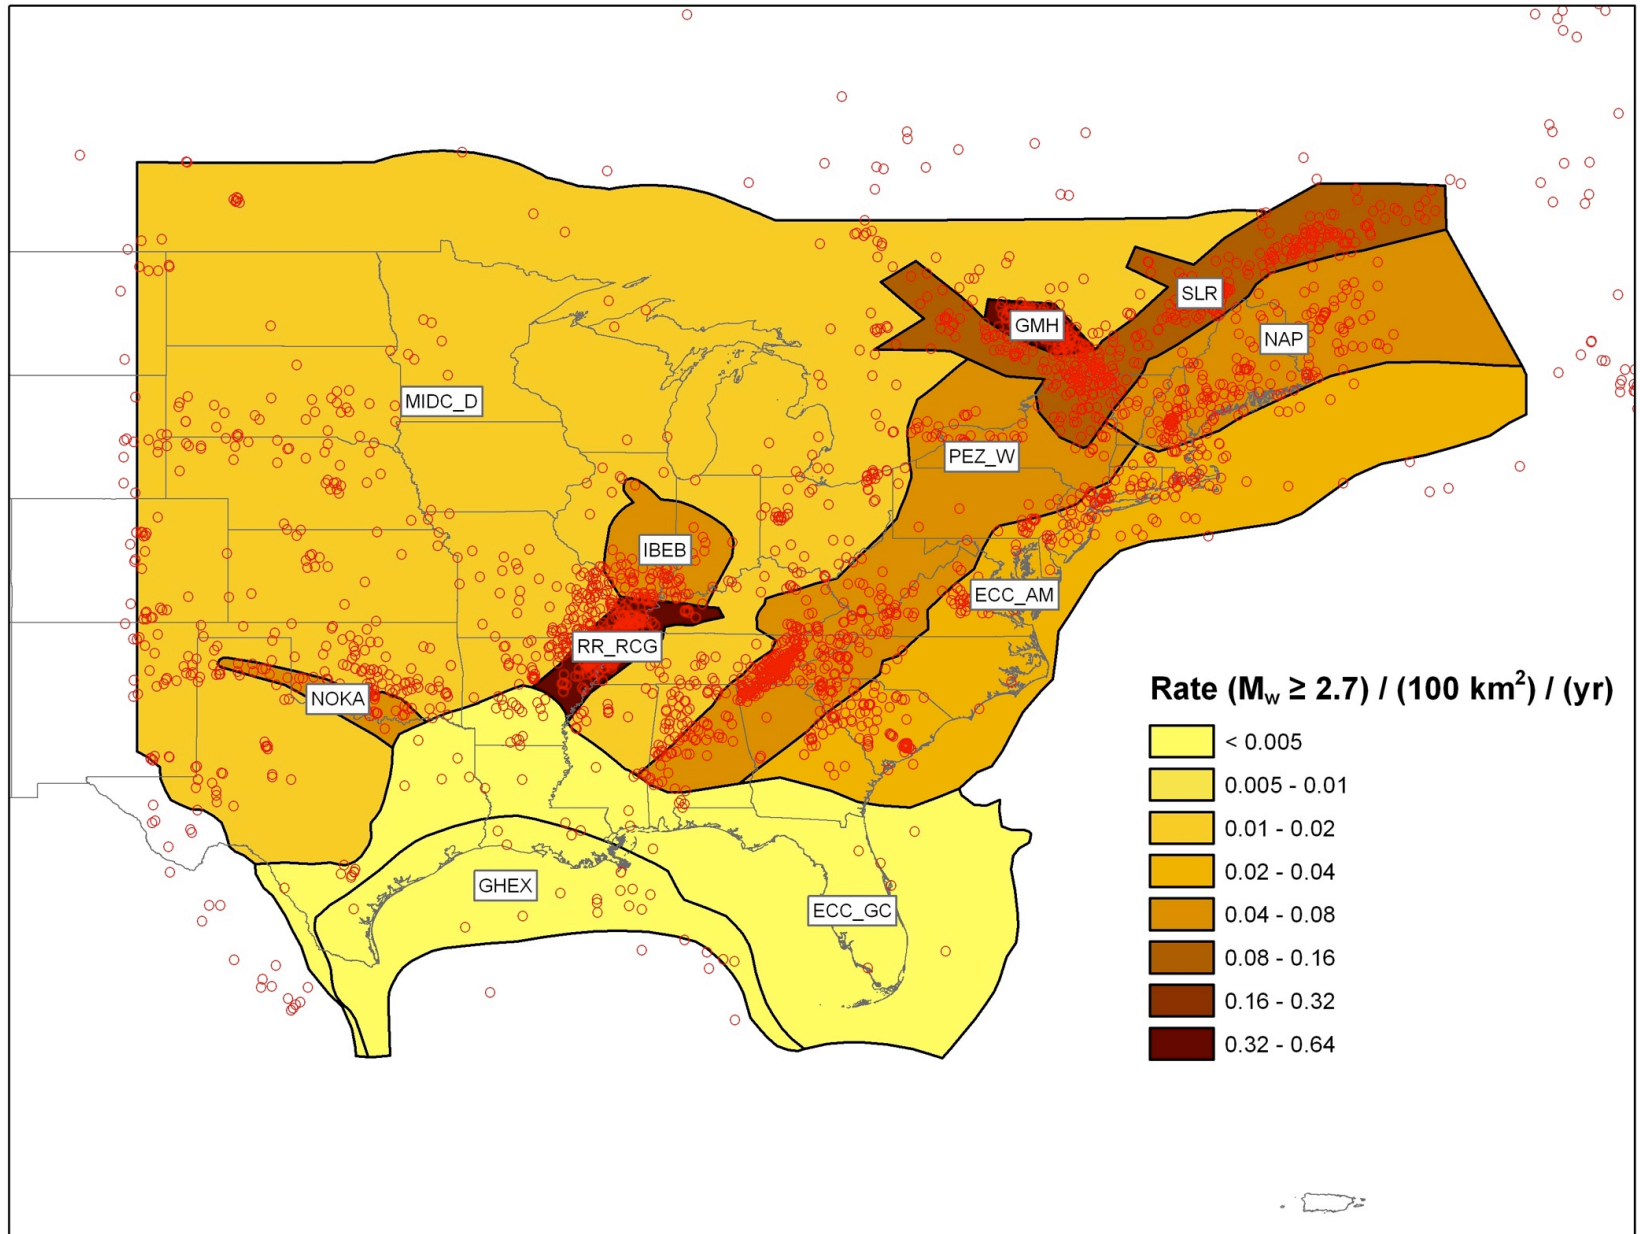 SLR
GMH
NAP
MIDC_D
PEZ_W
IBEB
ECC_AM
RR_RCG
NOKA
GHEX
ECC_GC
Rate (Mw ≥ 2.7) / (100 km²) / (yr)
< 0.005
0.005 - 0.01
0.01 - 0.02
0.02 - 0.04
0.04 - 0.08
0.08 - 0.16
0.16 - 0.32
0.32 - 0.64